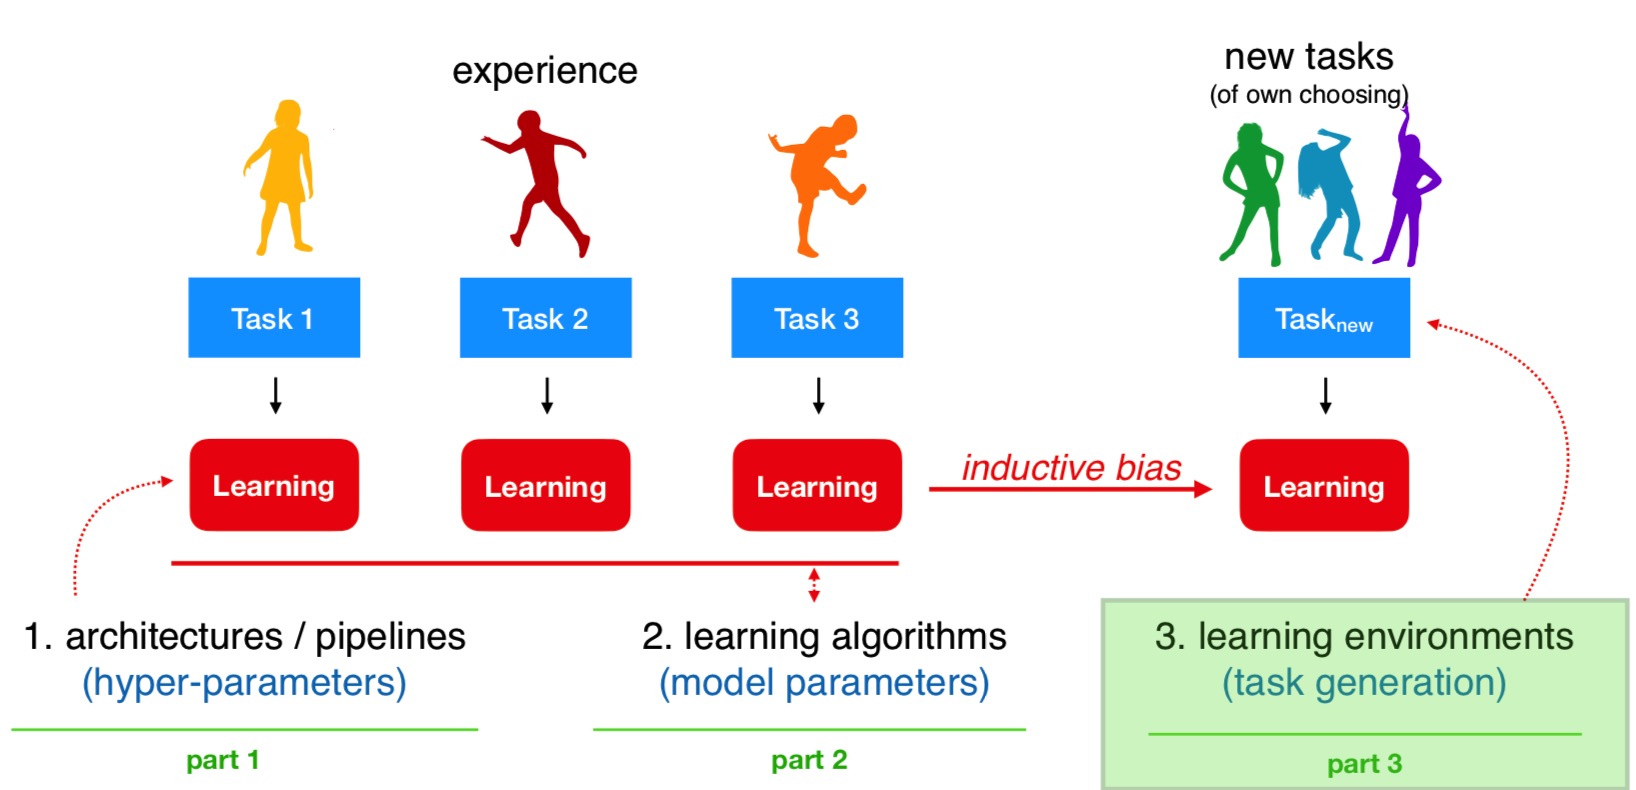 experience
new tasks
(of own choosing)
Task 1
Task 2
Task 3
Tasknew
Learning
Learning
Learning
inductive bias
Learning
1. architectures / pipelines
(hyper-parameters)
part 1
2. learning algorithms
(model parameters)
part 2
3. learning environments
(task generation)
part 3